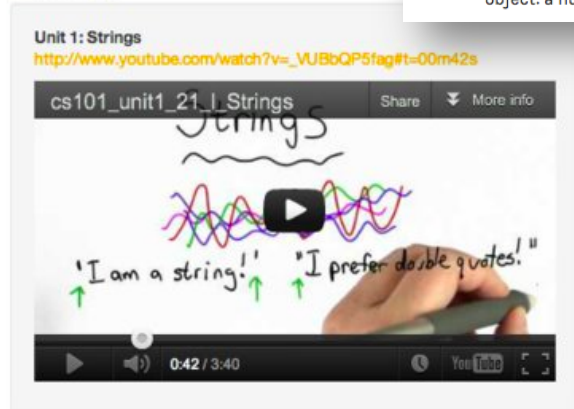 object: a
Unit 1: Strings
http://www.youtube.com/watch?v=_VUBbQP5fag#t=00m42s
cs101_unit1_21_l_Strings Share More info
Strings
'I am a string!' "I prefer double quotes!"
0:42 / 3:40 YouTube